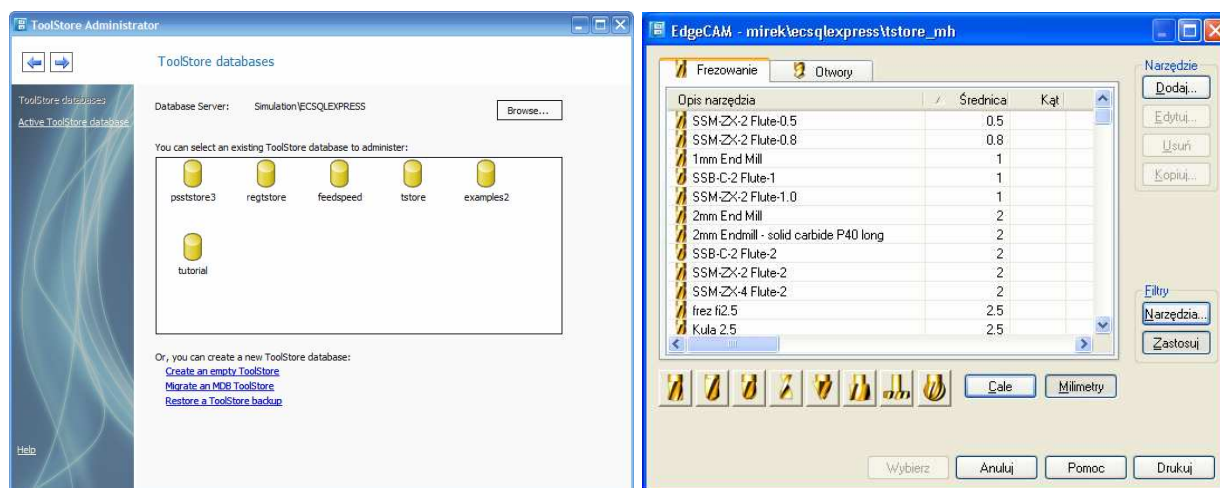 ToolStore Administrator
ToolStore databases
ToolStore databases
Active ToolStore database
Database Server: Simulation\ECSQLEXPRESS
Browse...
You can select an existing ToolStore database to administer:
psststore3 regtstore feedspeed tstore examples2
tutorial
Or, you can create a new ToolStore database:
Create an empty ToolStore
Migrate an MDB ToolStore
Restore a ToolStore backup
Help
EdgeCAM - mirek\ecsqlexpress\tstore_mh
Frezowanie Otwory
Opis narzędzia Średnica Kąt
SSM-ZX-2 Flute-0.5 0.5
SSM-ZX-2 Flute-0.8 0.8
1mm End Mill 1
SSB-C-2 Flute-1 1
SSM-ZX-2 Flute-1.0 1
2mm End Mill 2
2mm Endmill - solid carbide P40 long 2
SSB-C-2 Flute-2 2
SSM-ZX-2 Flute-2 2
SSM-ZX-4 Flute-2 2
frez fi2.5 2.5
Kula 2.5 2.5
Narzędzie
Dodaj...
Edytuj...
Usuń
Kopiuj...
Filtry
Narzędzia...
Zastosuj
Cale Milimetry
Wybierz Anuluj Pomoc Drukuj